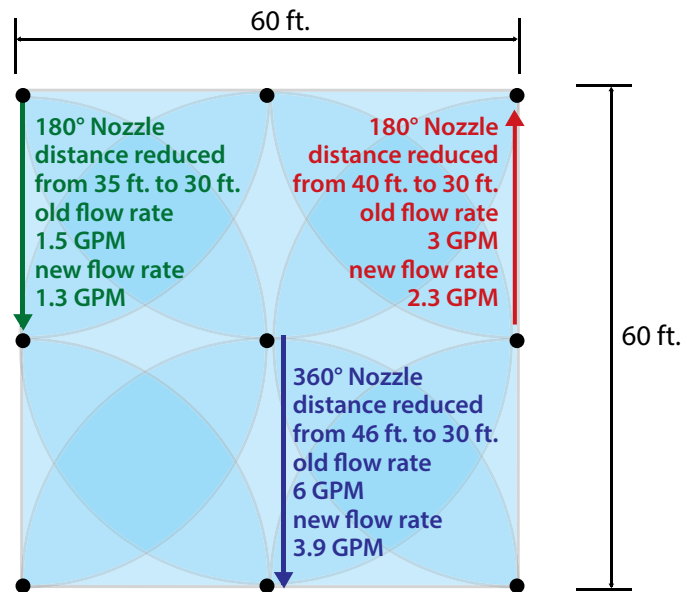 60 ft.
180° Nozzle
distance reduced
from 35 ft. to 30 ft.
old flow rate
1.5 GPM
new flow rate
1.3 GPM
180° Nozzle
distance reduced
from 40 ft. to 30 ft.
old flow rate
3 GPM
new flow rate
2.3 GPM
60 ft.
360° Nozzle
distance reduced
from 46 ft. to 30 ft.
old flow rate
6 GPM
new flow rate
3.9 GPM